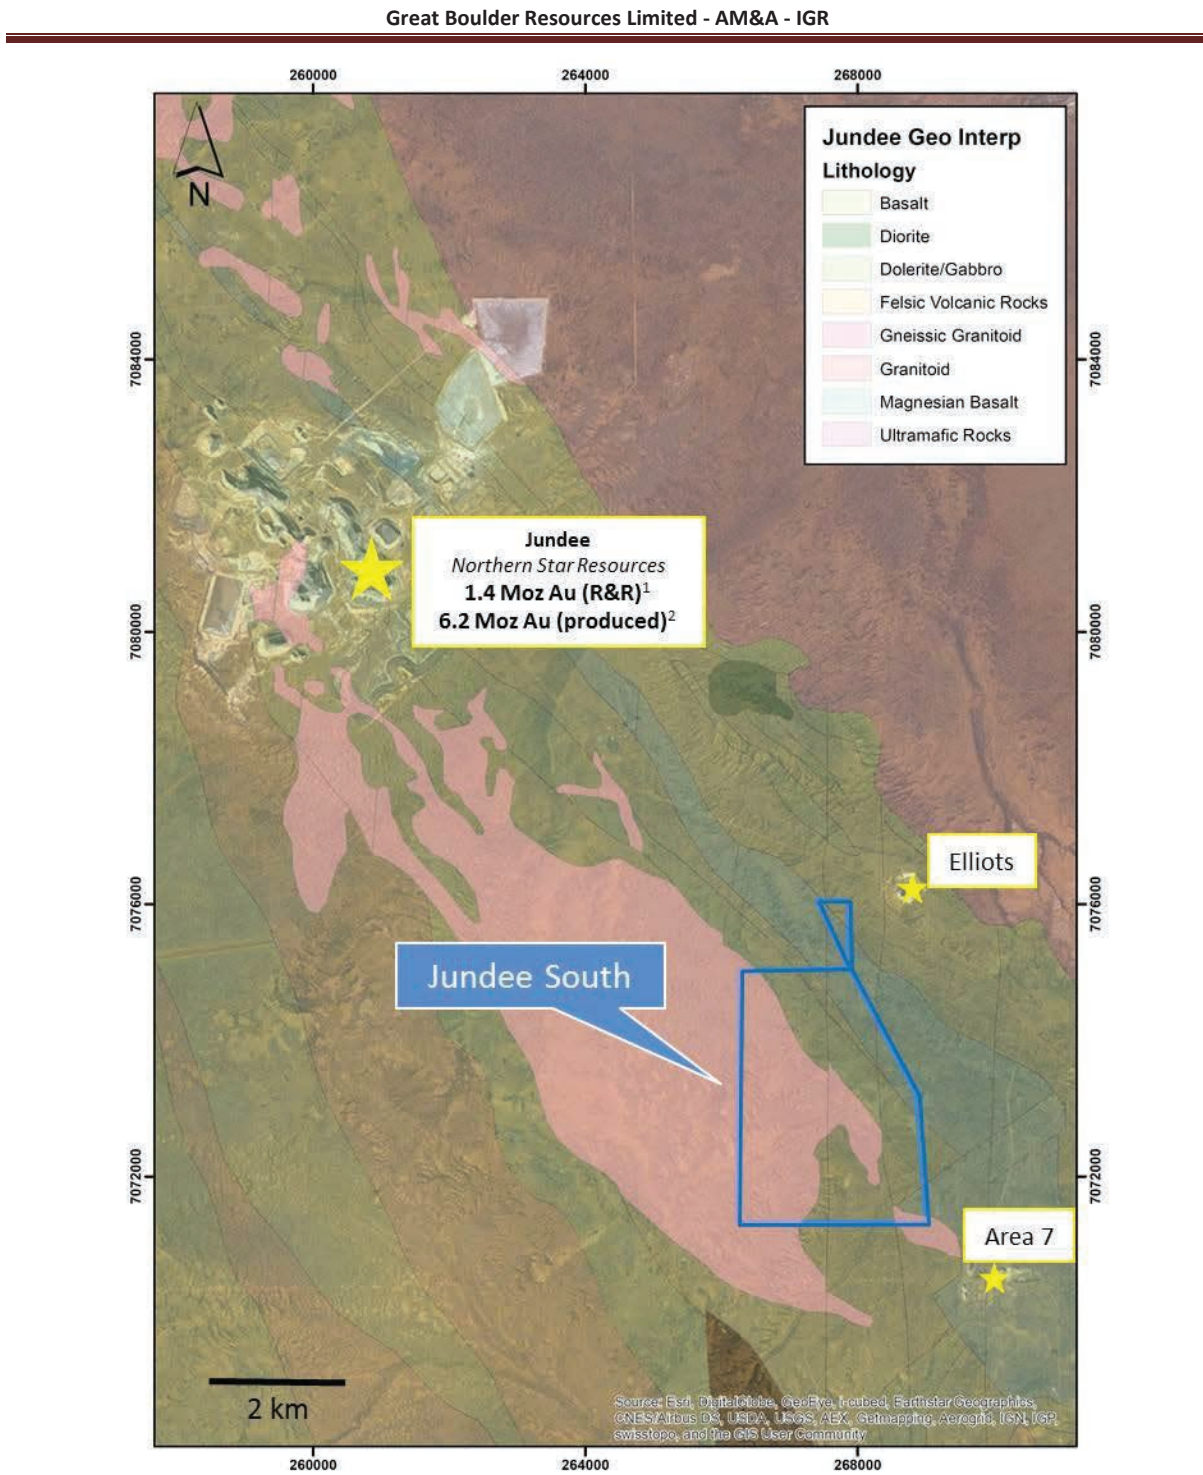 Great Boulder Resources Limited - AM&A - IGR
260000
264000
268000
Jundee Geo Interp
Lithology
Basalt
Diorite
Dolerite/Gabbro
Felsic Volcanic Rocks
Gneissic Granitoid
Granitoid
Magnesian Basalt
Ultramafic Rocks
N
7084000
7084000
Jundee
Northern Star Resources
1.4 Moz Au (R&R)1
6.2 Moz Au (produced)2
7080000
7080000
Elliots
7076000
7076000
Jundee South
7072000
7072000
Area 7
2 km
Source: Esri, DigitalGlobe, GeoEye, i-cubed, Earthstar Geographics,
CNES/Airbus DS, USDA, USGS, AEX, Getmapping, Aerogrid, IGN, IGP,
swisstopo, and the GIS User Community
260000
264000
268000